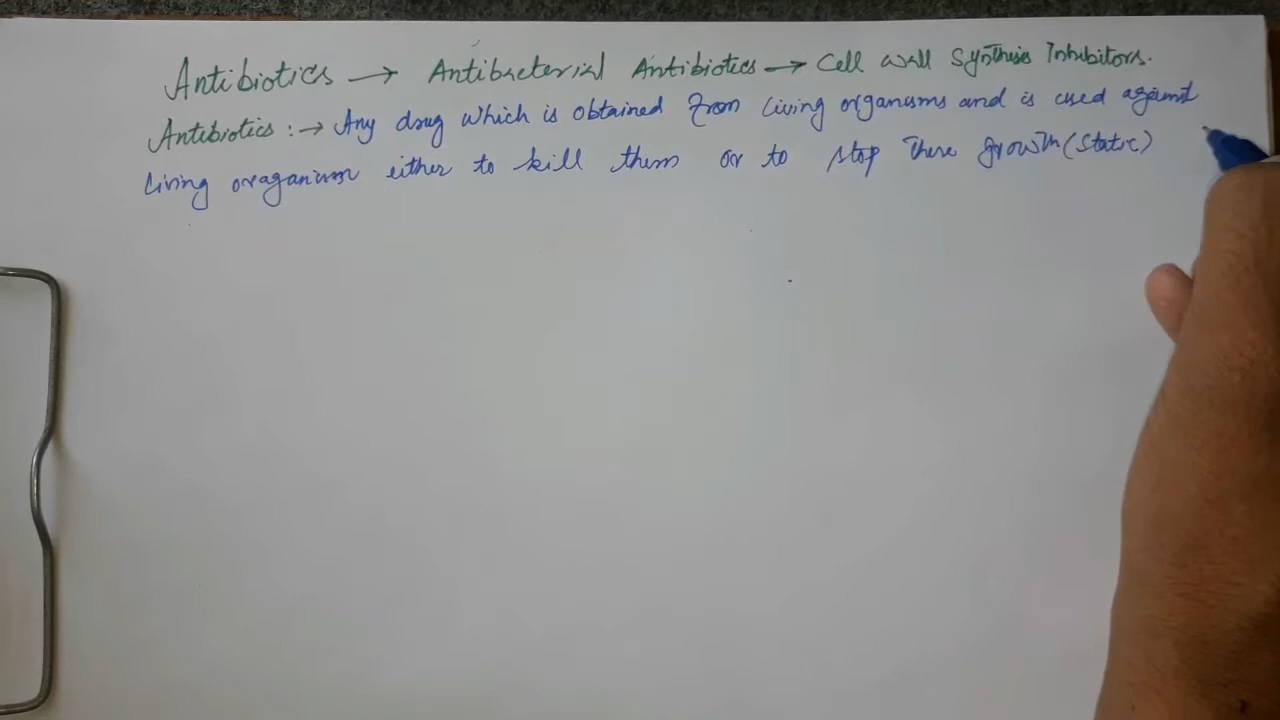 Antibiotics → Antibacterial Antibiotics → Cell wall Synthesis Inhibitors.
Antibiotics :→ Any drug which is obtained from living organisms and is used against
living oraganism either to kill them or to stop there growth (static)